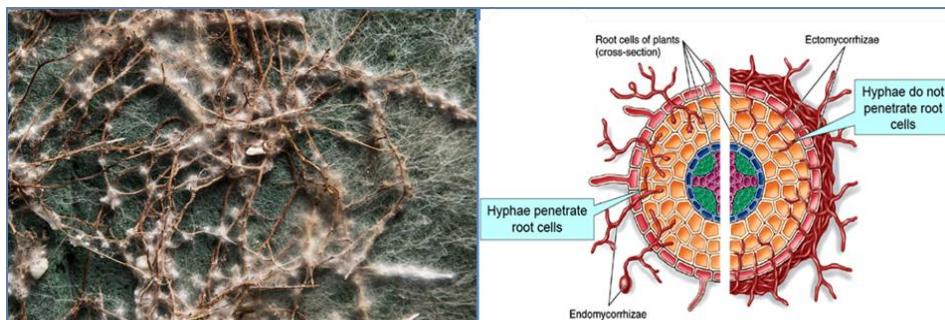 Root cells of plants
(cross-section)
Ectomycorrhizae
Hyphae do not
penetrate root
cells
Hyphae penetrate
root cells
Endomycorrhizae